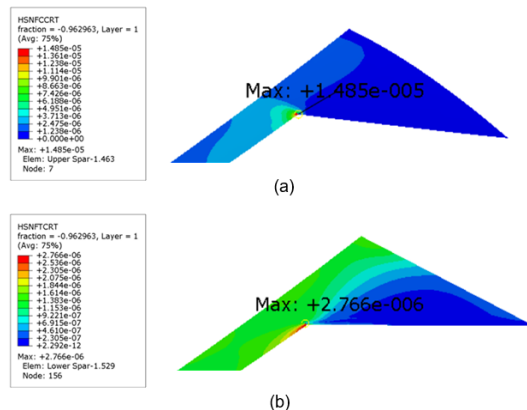 HSNFCCRT
fraction = -0.962963, Layer = 1
(Avg: 75%)
+1.485e-05
+1.361e-05
+1.238e-05
+1.114e-05
+9.901e-06
+8.663e-06
+7.426e-06
+6.188e-06
+4.951e-06
+3.713e-06
+2.475e-06
+1.238e-06
+0.000e+00
Max: +1.485e-05
Elem: Upper Spar-1.463
Node: 7
Max: +1.485e-005
(a)
HSNFTCRT
fraction = -0.962963, Layer = 1
(Avg: 75%)
+2.766e-06
+2.536e-06
+2.305e-06
+2.075e-06
+1.844e-06
+1.614e-06
+1.383e-06
+1.153e-06
+9.221e-07
+6.915e-07
+4.610e-07
+2.305e-07
+2.292e-12
Max: +2.766e-06
Elem: Lower Spar-1.529
Node: 156
Max: +2.766e-006
(b)